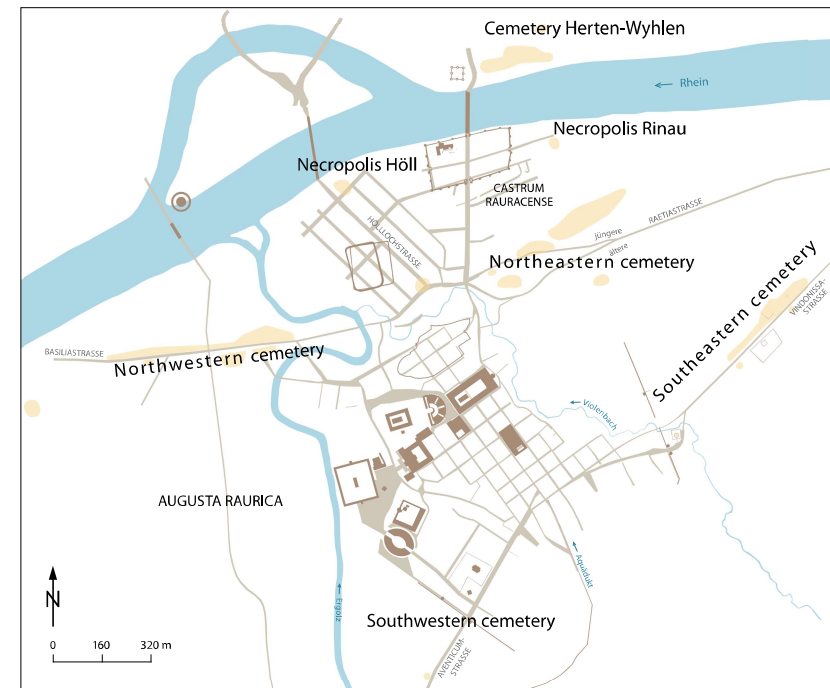 Cemetery Herten-Wyhlen
Rhein
Necropolis Rinau
Necropolis Höll
CASTRUM
RAURACENSE
HÖLLLOCHSTRASSE
RAETIASTRASSE
jüngere
ältere
Northeastern cemetery
Southeastern cemetery
VINDONISSA-
STRASSE
BASILIASTRASSE
Northwestern cemetery
Violenbach
AUGUSTA RAURICA
Aquädukt
Ergolz
N
Southwestern cemetery
0 160 320 m
AVENTICUM-
STRASSE